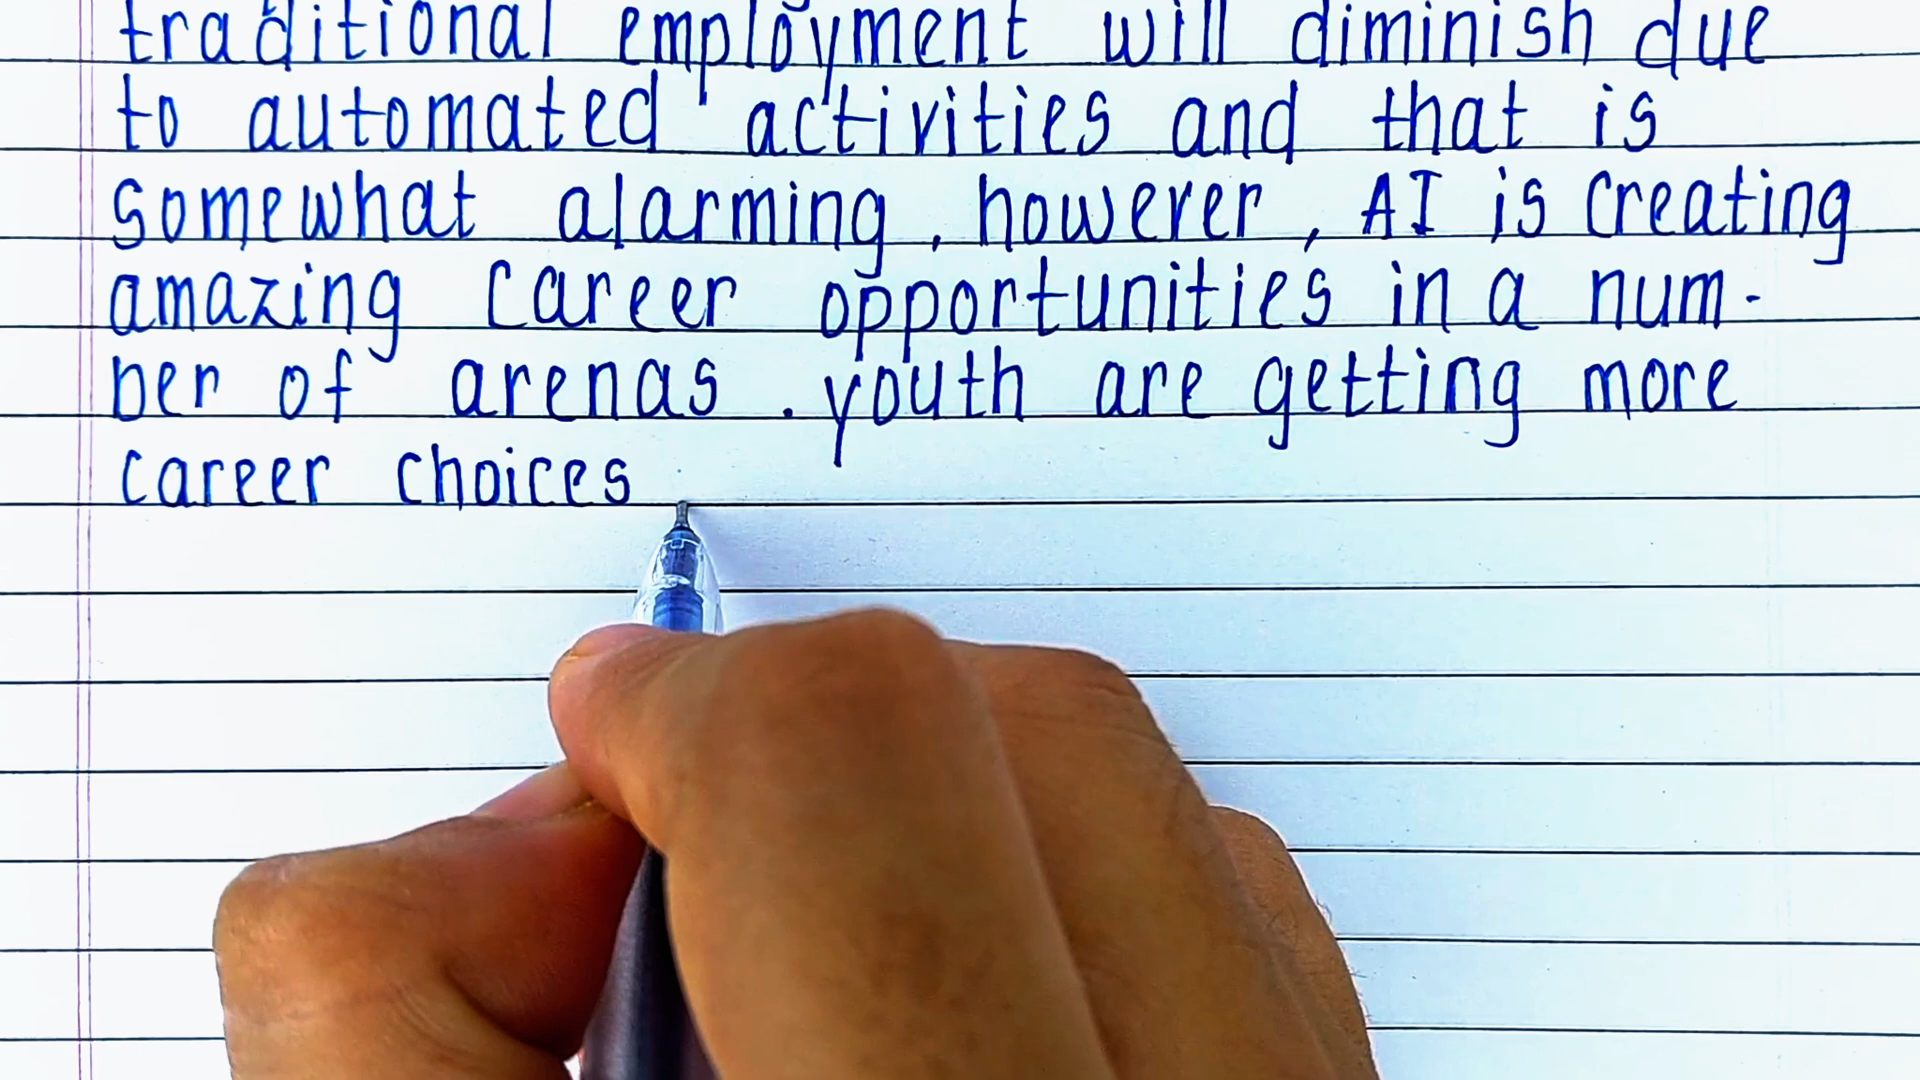 traditional employment will diminish due
to automated activities and that is
somewhat alarming, however, AI is creating
amazing career opportunities in a num-
ber of arenas. youth are getting more
career choices